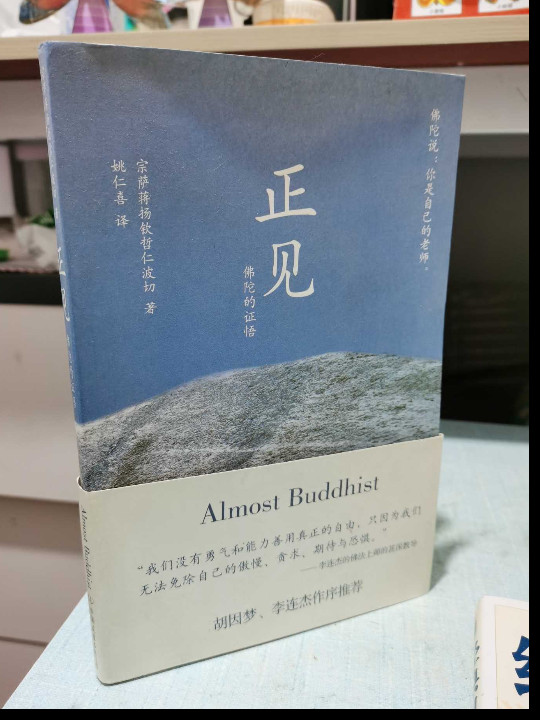 佛陀说：你是自己的老师。
正见
佛陀的证悟
宗萨蒋扬钦哲仁波切 著
姚仁喜 译
Almost Buddhist
“我们没有勇气和能力善用真正的自由，只因为我们
无法免除自己的傲慢、贪求、期待与恐惧。”
胡因梦、李连杰作序推荐
正见
Almost Buddhist